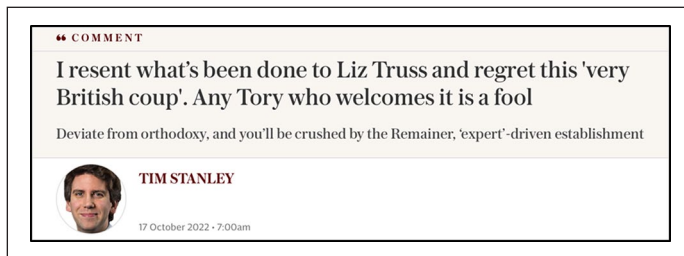 ❝ COMMENT
I resent what’s been done to Liz Truss and regret this 'very
British coup'. Any Tory who welcomes it is a fool
Deviate from orthodoxy, and you’ll be crushed by the Remainer, ‘expert’-driven establishment
TIM STANLEY
17 October 2022 • 7:00am